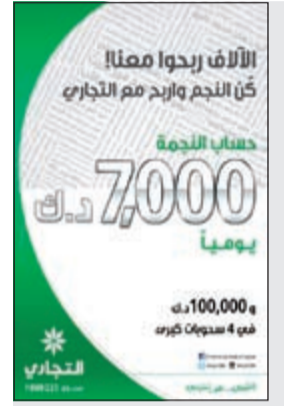 الآلاف ربحوا معنا!
كُن النجم واربح مع التجاري
حساب النجمة
7,000 د.ك
يومياً
و 100,000 د.ك
في 4 سحوبات كبرى
التجاري